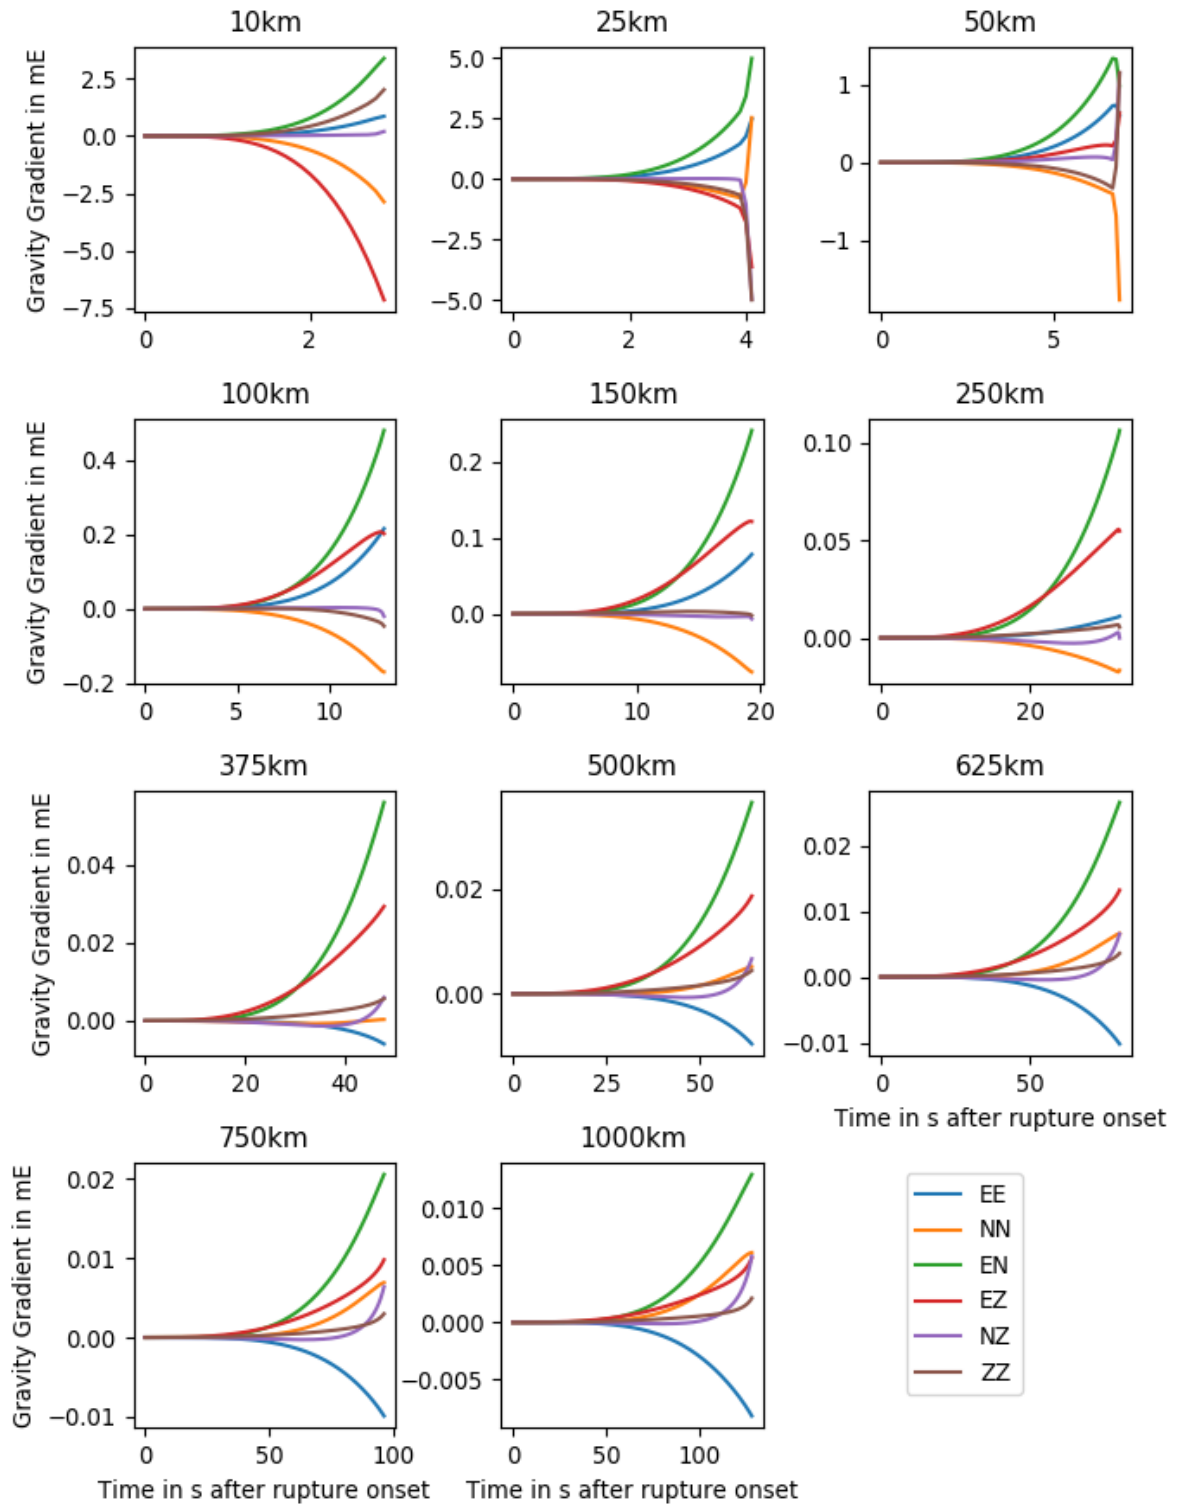 10km
25km
50km
Gravity Gradient in mE
2.5
0.0
−2.5
−5.0
−7.5
0
2
5.0
2.5
0.0
−2.5
−5.0
0
2
4
1
0
−1
0
5
100km
150km
250km
Gravity Gradient in mE
0.4
0.2
0.0
−0.2
0
5
10
0.2
0.1
0.0
0
10
20
0.10
0.05
0.00
0
20
375km
500km
625km
Gravity Gradient in mE
0.04
0.02
0.00
0
20
40
0.02
0.00
0
25
50
0.02
0.01
0.00
−0.01
0
50
Time in s after rupture onset
750km
1000km
Gravity Gradient in mE
0.02
0.01
0.00
−0.01
0
50
100
Time in s after rupture onset
0.010
0.005
0.000
−0.005
0
100
Time in s after rupture onset
EE
NN
EN
EZ
NZ
ZZ